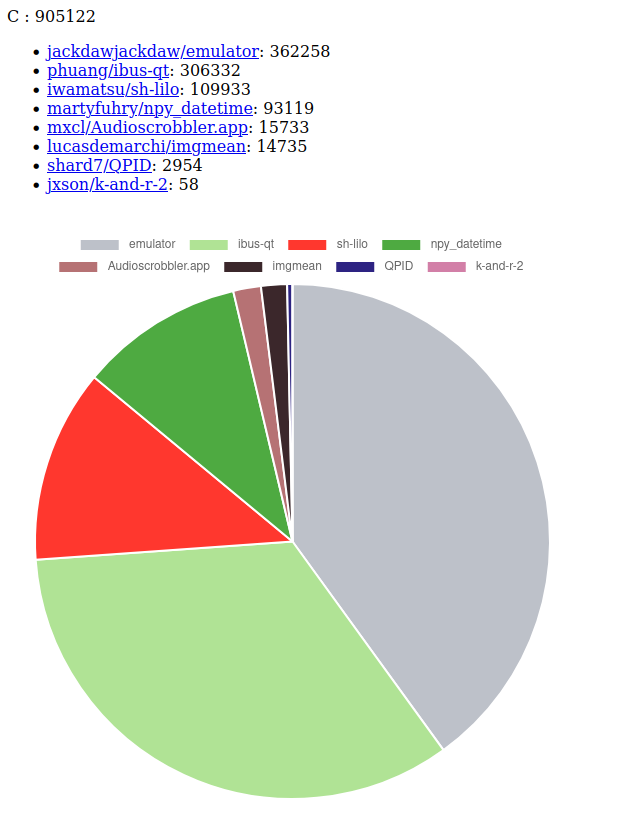 C : 905122
jackdawjackdaw/emulator: 362258
phuang/ibus-qt: 306332
iwamatsu/sh-lilo: 109933
martyfuhry/npy_datetime: 93119
mxcl/Audioscrobbler.app: 15733
lucasdemarchi/imgmean: 14735
shard7/QPID: 2954
jxson/k-and-r-2: 58
emulator ibus-qt sh-lilo npy_datetime
Audioscrobbler.app imgmean QPID k-and-r-2